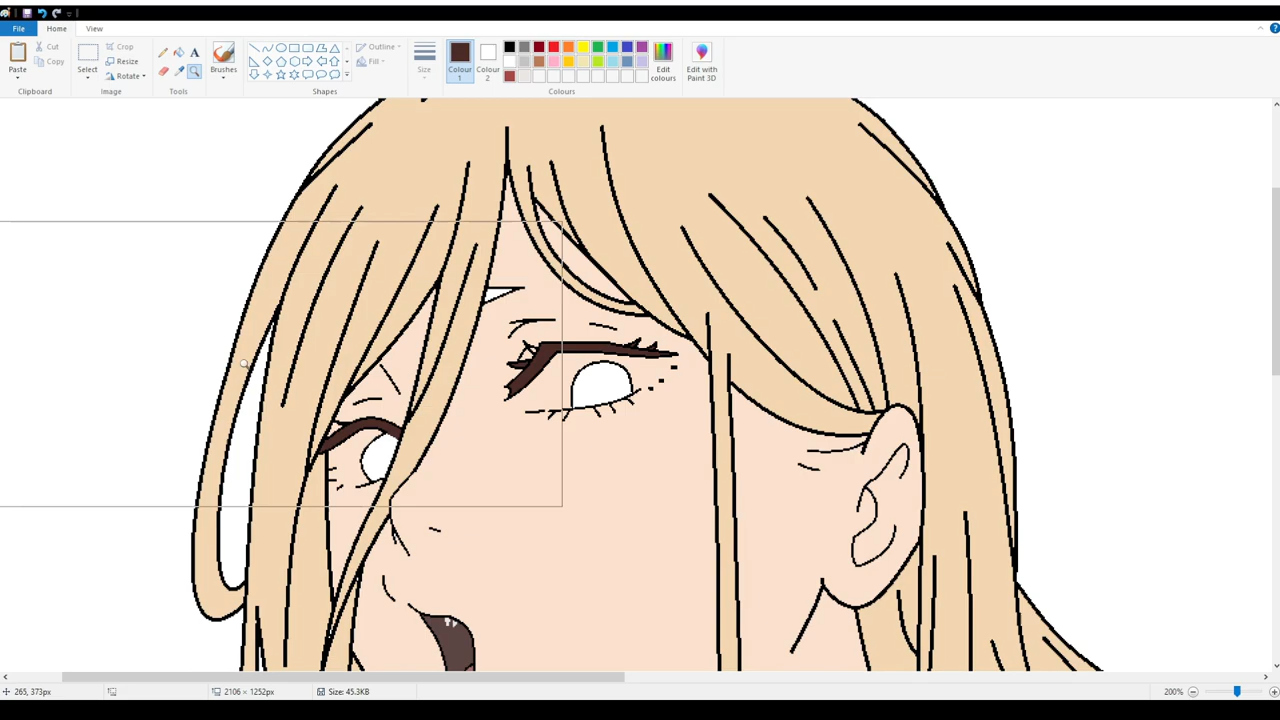 File
Home
View
Paste
Cut
Copy
Clipboard
Select
Crop
Resize
Rotate
Image
A
Tools
Brushes
Shapes
Outline
Fill
Size
Colour
1
Colour
2
Edit
colours
Edit with
Paint 3D
Colours
265, 373px
2106 × 1252px
Size: 45.3KB
200%